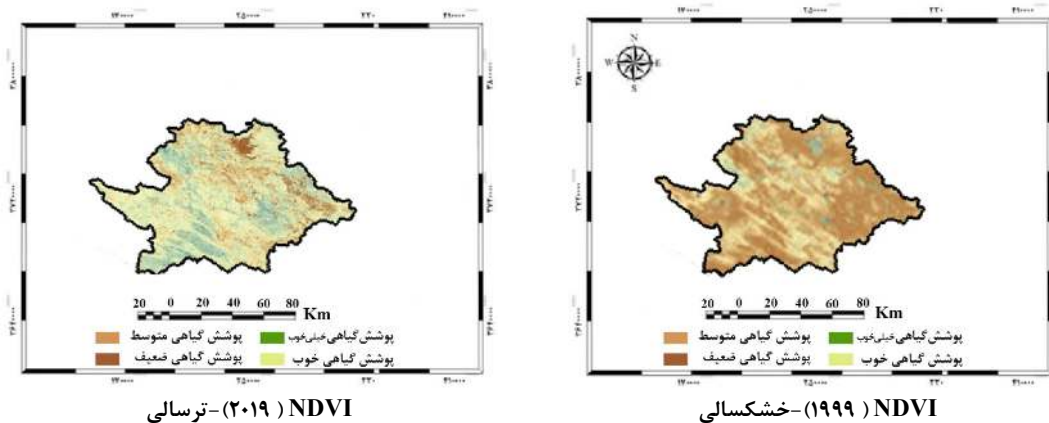 ۲۵۰۰۰۰
N
W E
S
20 0 20 40 60 80
Km
پوشش گیاهی خیلی‌خوب پوشش گیاهی متوسط
پوشش گیاهی خوب پوشش گیاهی ضعیف
NDVI ( ۲۰۱۹)-ترسالی
۲۵۰۰۰۰
20 0 20 40 60 80
Km
پوشش گیاهی خیلی‌خوب پوشش گیاهی متوسط
پوشش گیاهی خوب پوشش گیاهی ضعیف
NDVI ( ۱۹۹۹)-خشکسالی